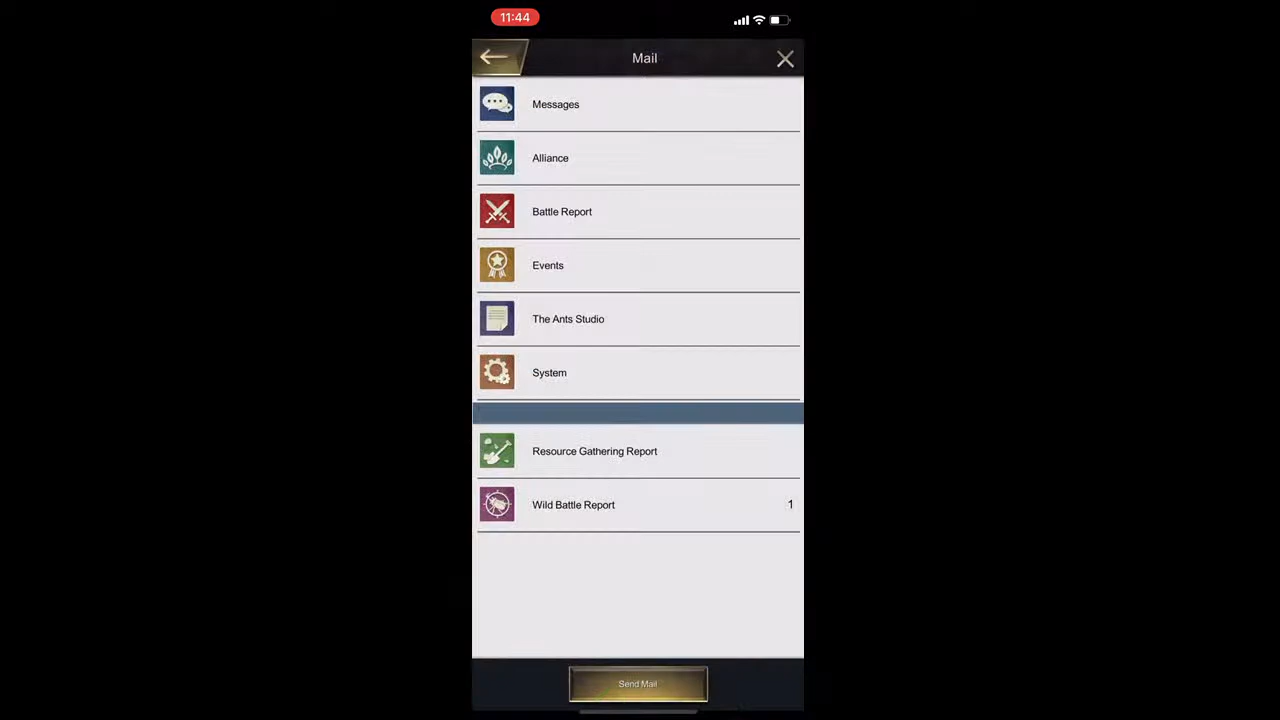 11:44
Mail
Messages
Alliance
Battle Report
Events
The Ants Studio
System
Resource Gathering Report
Wild Battle Report 1
Send Mail